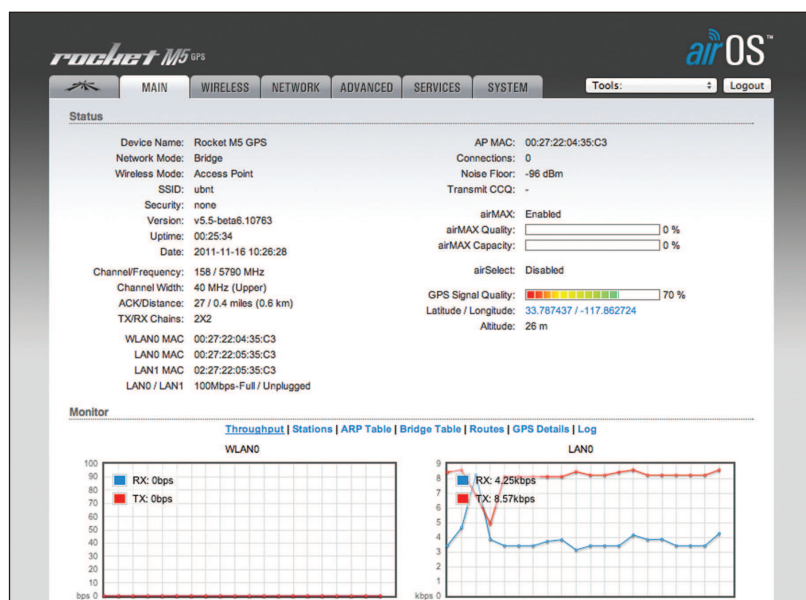 rocket M5 GPS
airOS™
MAIN WIRELESS NETWORK ADVANCED SERVICES SYSTEM Tools: Logout
Status
Device Name: Rocket M5 GPS
Network Mode: Bridge
Wireless Mode: Access Point
SSID: ubnt
Security: none
Version: v5.5-beta6.10763
Uptime: 00:25:34
Date: 2011-11-16 10:26:28
Channel/Frequency: 158 / 5790 MHz
Channel Width: 40 MHz (Upper)
ACK/Distance: 27 / 0.4 miles (0.6 km)
TX/RX Chains: 2X2
WLAN0 MAC 00:27:22:04:35:C3
LAN0 MAC 00:27:22:05:35:C3
LAN1 MAC 02:27:22:05:35:C3
LAN0 / LAN1 100Mbps-Full / Unplugged
AP MAC: 00:27:22:04:35:C3
Connections: 0
Noise Floor: -96 dBm
Transmit CCQ: -
airMAX: Enabled
airMAX Quality: 0 %
airMAX Capacity: 0 %
airSelect: Disabled
GPS Signal Quality: 70 %
Latitude / Longitude: 33.787437 / -117.862724
Altitude: 26 m
Monitor
Throughput | Stations | ARP Table | Bridge Table | Routes | GPS Details | Log
WLAN0
100
90
80
70
60
50
40
30
20
10
bps 0
RX: 0bps
TX: 0bps
LAN0
9
8
7
6
5
4
3
2
1
kbps 0
RX: 4.25kbps
TX: 8.57kbps